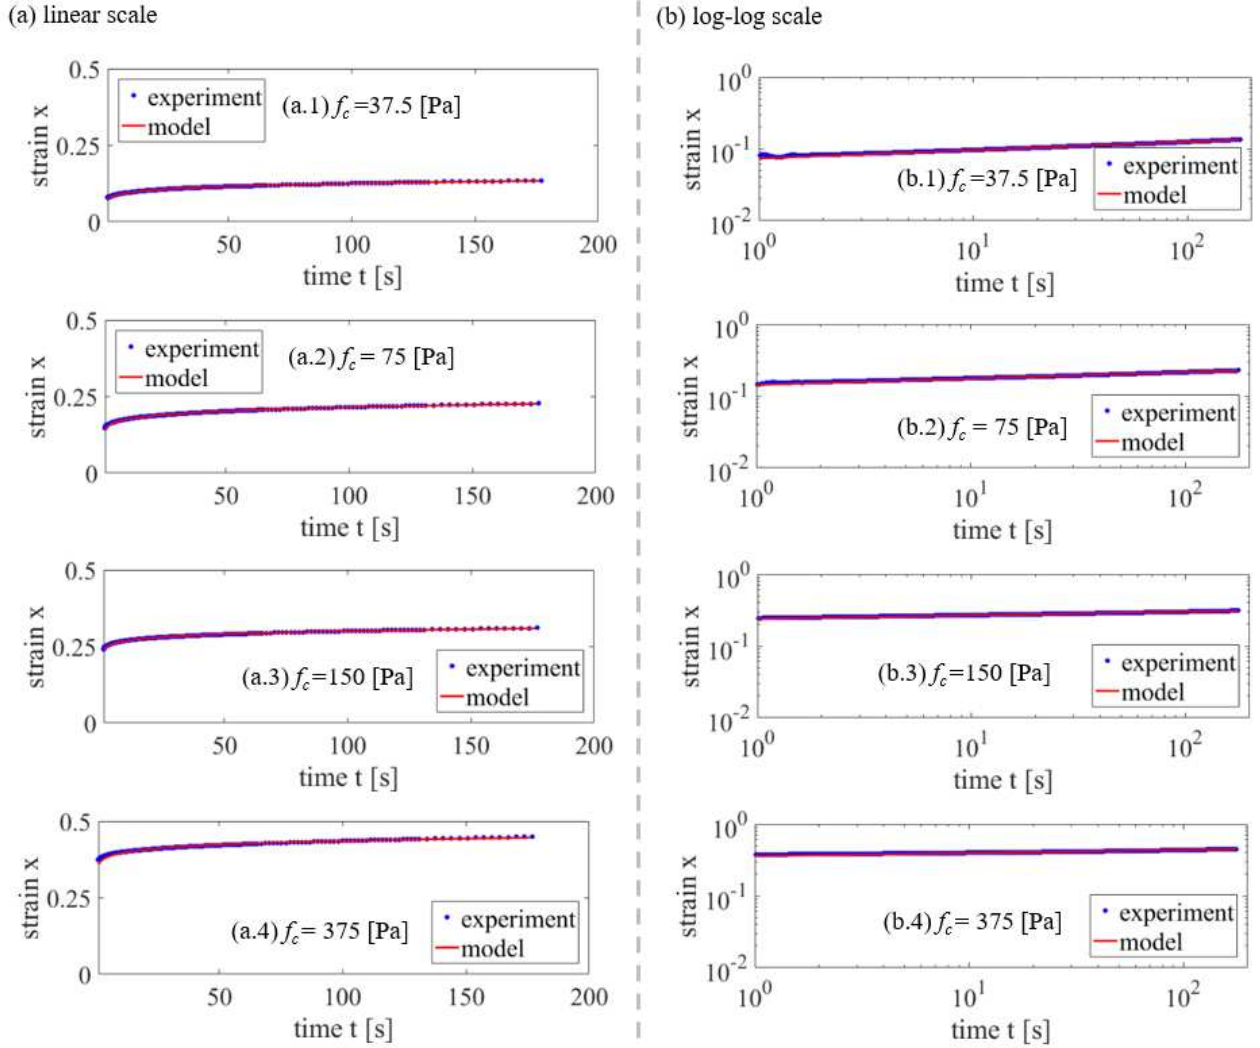 (a) linear scale
0.5
0.25
0
strain x
experiment
model
(a.1) f_c =37.5 [Pa]
50 100 150 200
time t [s]
0.5
0.25
0
strain x
experiment
model
(a.2) f_c = 75 [Pa]
50 100 150 200
time t [s]
0.5
0.25
0
strain x
(a.3) f_c =150 [Pa]
experiment
model
50 100 150 200
time t [s]
0.5
0.25
0
strain x
(a.4) f_c = 375 [Pa]
experiment
model
50 100 150 200
time t [s]
(b) log-log scale
10^0
10^-1
10^-2
strain x
(b.1) f_c =37.5 [Pa]
experiment
model
10^0 10^1 10^2
time t [s]
10^0
10^-1
10^-2
strain x
(b.2) f_c = 75 [Pa]
experiment
model
10^0 10^1 10^2
time t [s]
10^0
10^-1
10^-2
strain x
(b.3) f_c =150 [Pa]
experiment
model
10^0 10^1 10^2
time t [s]
10^0
10^-1
10^-2
strain x
(b.4) f_c = 375 [Pa]
experiment
model
10^0 10^1 10^2
time t [s]